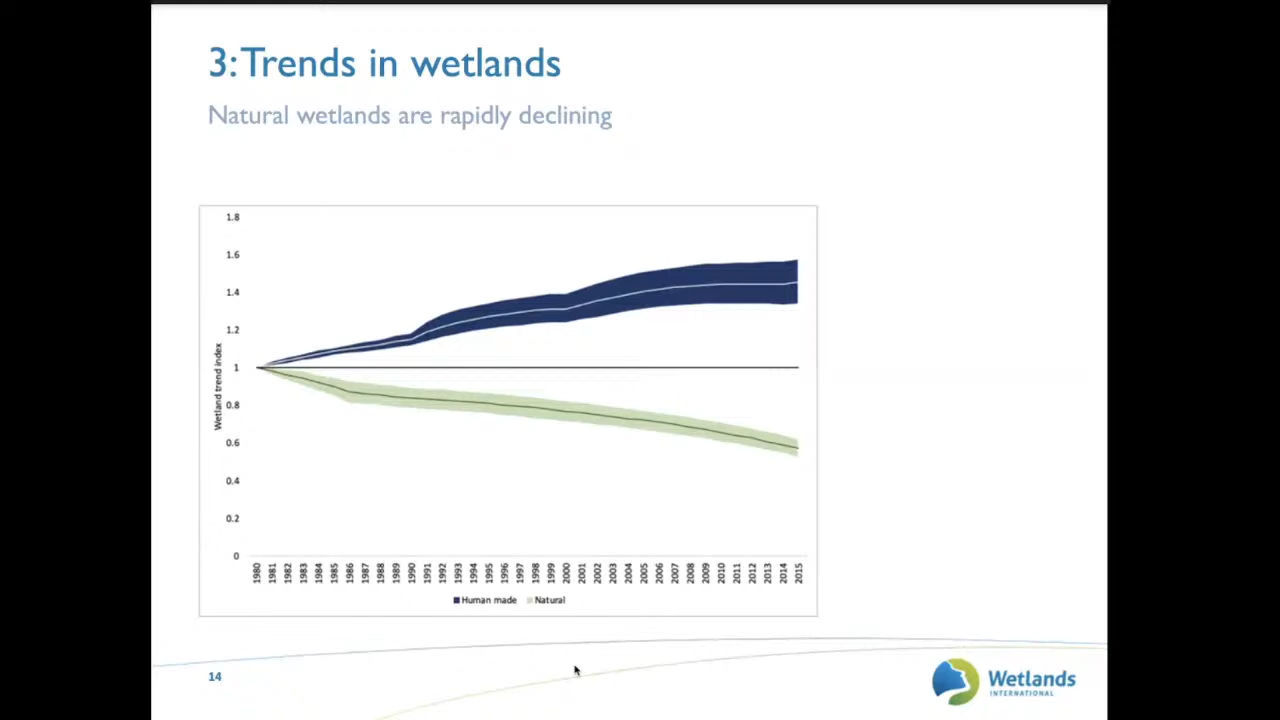 3: Trends in wetlands
Natural wetlands are rapidly declining
1.8
1.6
1.4
1.2
1
0.8
0.6
0.4
0.2
0
Wetland trend index
1980 1981 1982 1983 1984 1985 1986 1987 1988 1989 1990 1991 1992 1993 1994 1995 1996 1997 1998 1999 2000 2001 2002 2003 2004 2005 2006 2007 2008 2009 2010 2011 2012 2013 2014 2015
Human made Natural
14
Wetlands
INTERNATIONAL